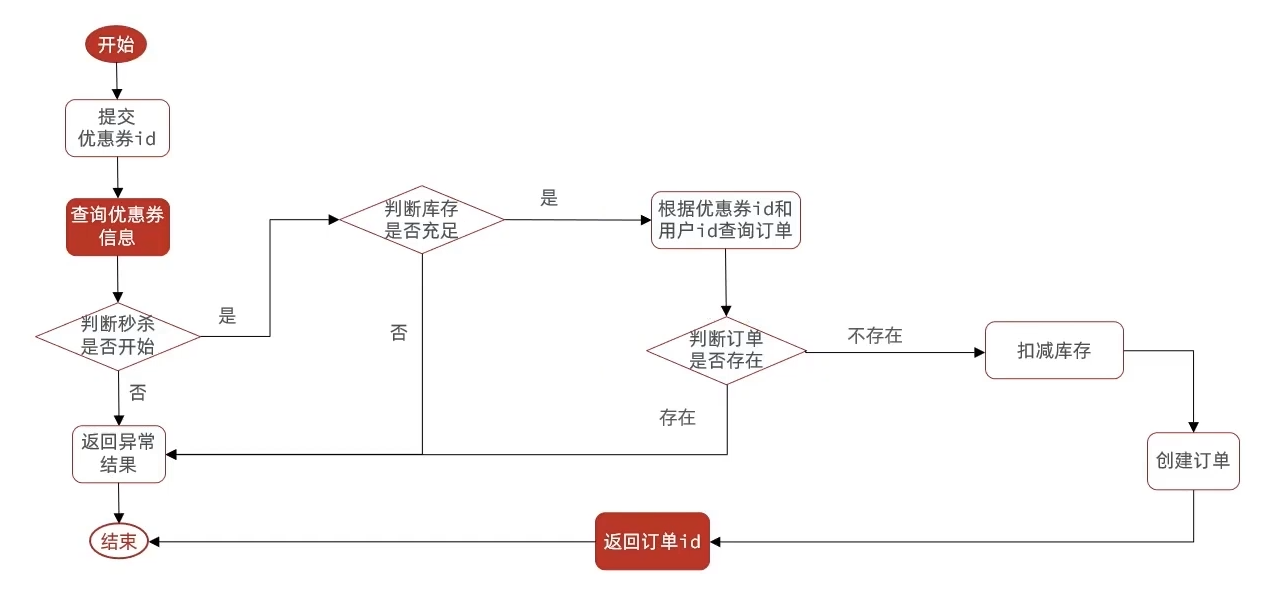 开始
提交
优惠券id
查询优惠券
信息
判断秒杀
是否开始
是
否
判断库存
是否充足
是
否
根据优惠券id和
用户id查询订单
判断订单
是否存在
不存在
存在
扣减库存
创建订单
返回异常
结果
返回订单id
结束